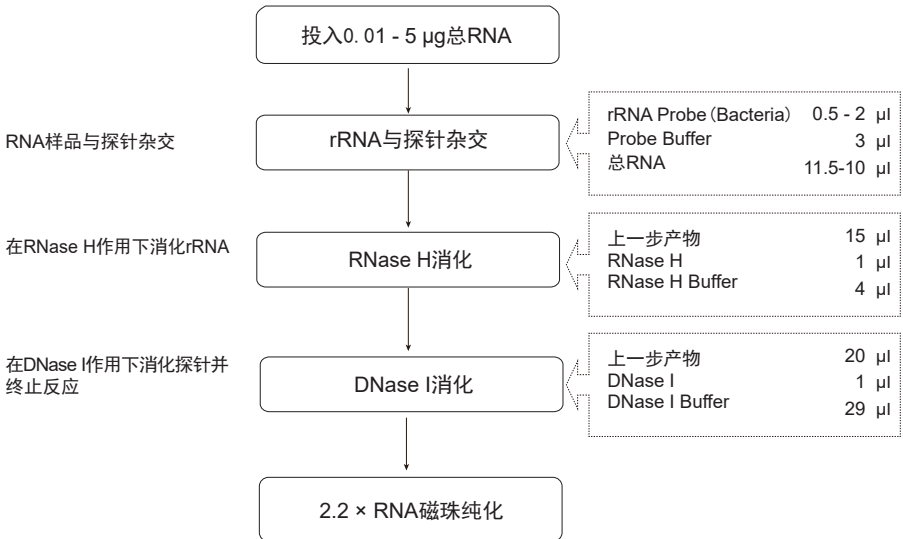 投入0.01 - 5 μg总RNA
RNA样品与探针杂交
rRNA与探针杂交
rRNA Probe（Bacteria） 0.5 - 2 μl
Probe Buffer 3 μl
总RNA 11.5-10 μl
在RNase H作用下消化rRNA
RNase H消化
上一步产物 15 μl
RNase H 1 μl
RNase H Buffer 4 μl
在DNase I作用下消化探针并
终止反应
DNase I消化
上一步产物 20 μl
DNase I 1 μl
DNase I Buffer 29 μl
2.2 × RNA磁珠纯化